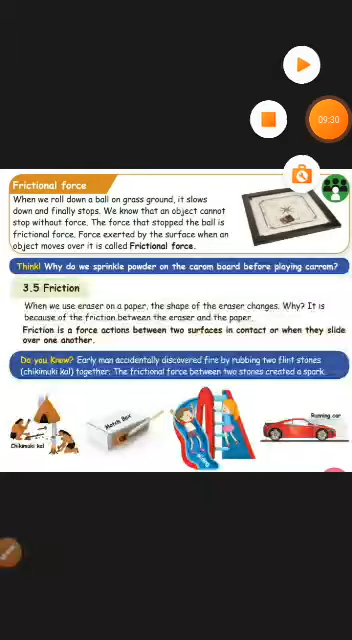 09:30
Frictional force
When we roll down a ball on grass ground, it slows
down and finally stops. We know that an object cannot
stop without force. The force that stopped the ball is
frictional force. Force exerted by the surface when an
object moves over it is called Frictional force.
Think! Why do we sprinkle powder on the carom board before playing carrom?
3.5 Friction
When we use eraser on a paper, the shape of the eraser changes. Why? It is
because of the friction between the eraser and the paper.
Friction is a force actions between two surfaces in contact or when they slide
over one another.
Do you Know? Early man accidentally discovered fire by rubbing two flint stones
(chikimuki kal) together. The frictional force between two stones created a spark.
Chikimuki kal
Match Box
Running car